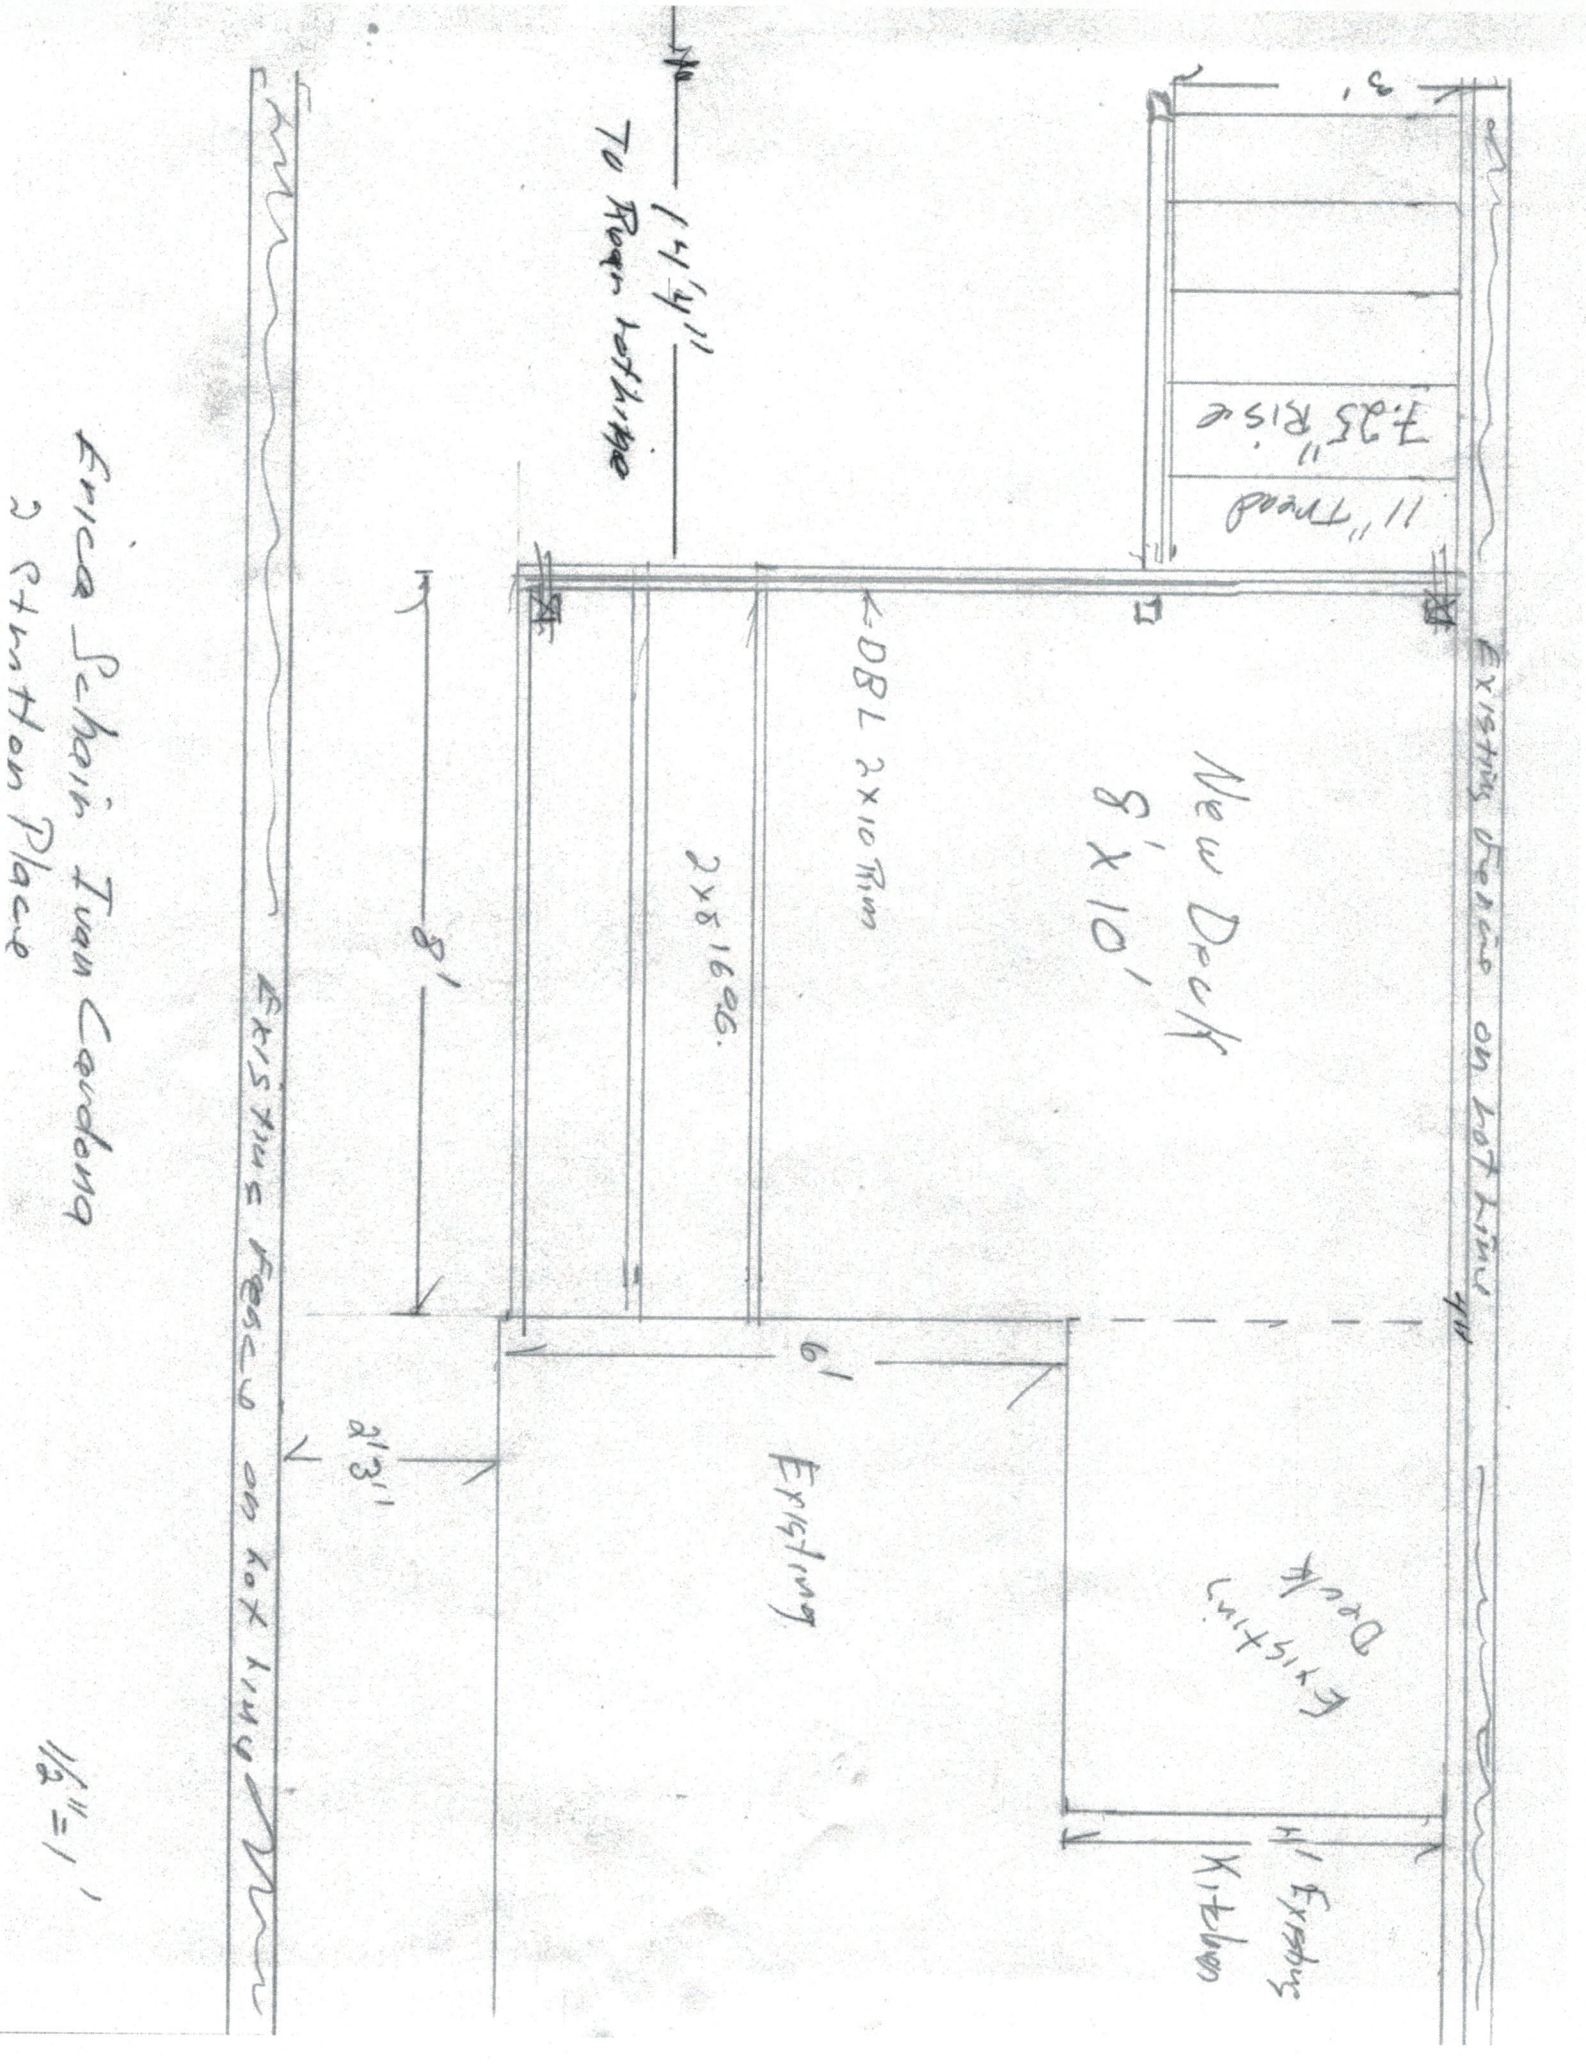 Existing Fence on Lot Line
3'
7.25" Rise
11" Tread
4"
New Deck
8' x 10'
Existin
Deck
4' Existing
Kitchen
← DBL 2x10 Rim
2x8 16 OC.
14'4"
To Rear Lot line
6'
Existing
8'
2'3"
Existing Fence on Lot Line
Erica Schein Ivan Cardona
2 Place
1/2" = 1'